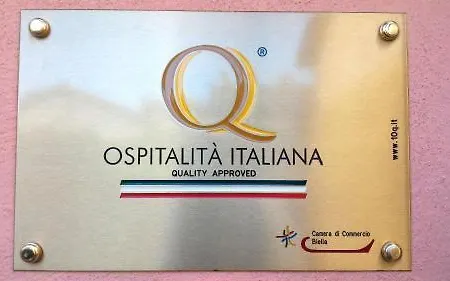 Q ®
OSPITALITÀ ITALIANA
QUALITY APPROVED
www.10q.it
Camera di Commercio
Biella